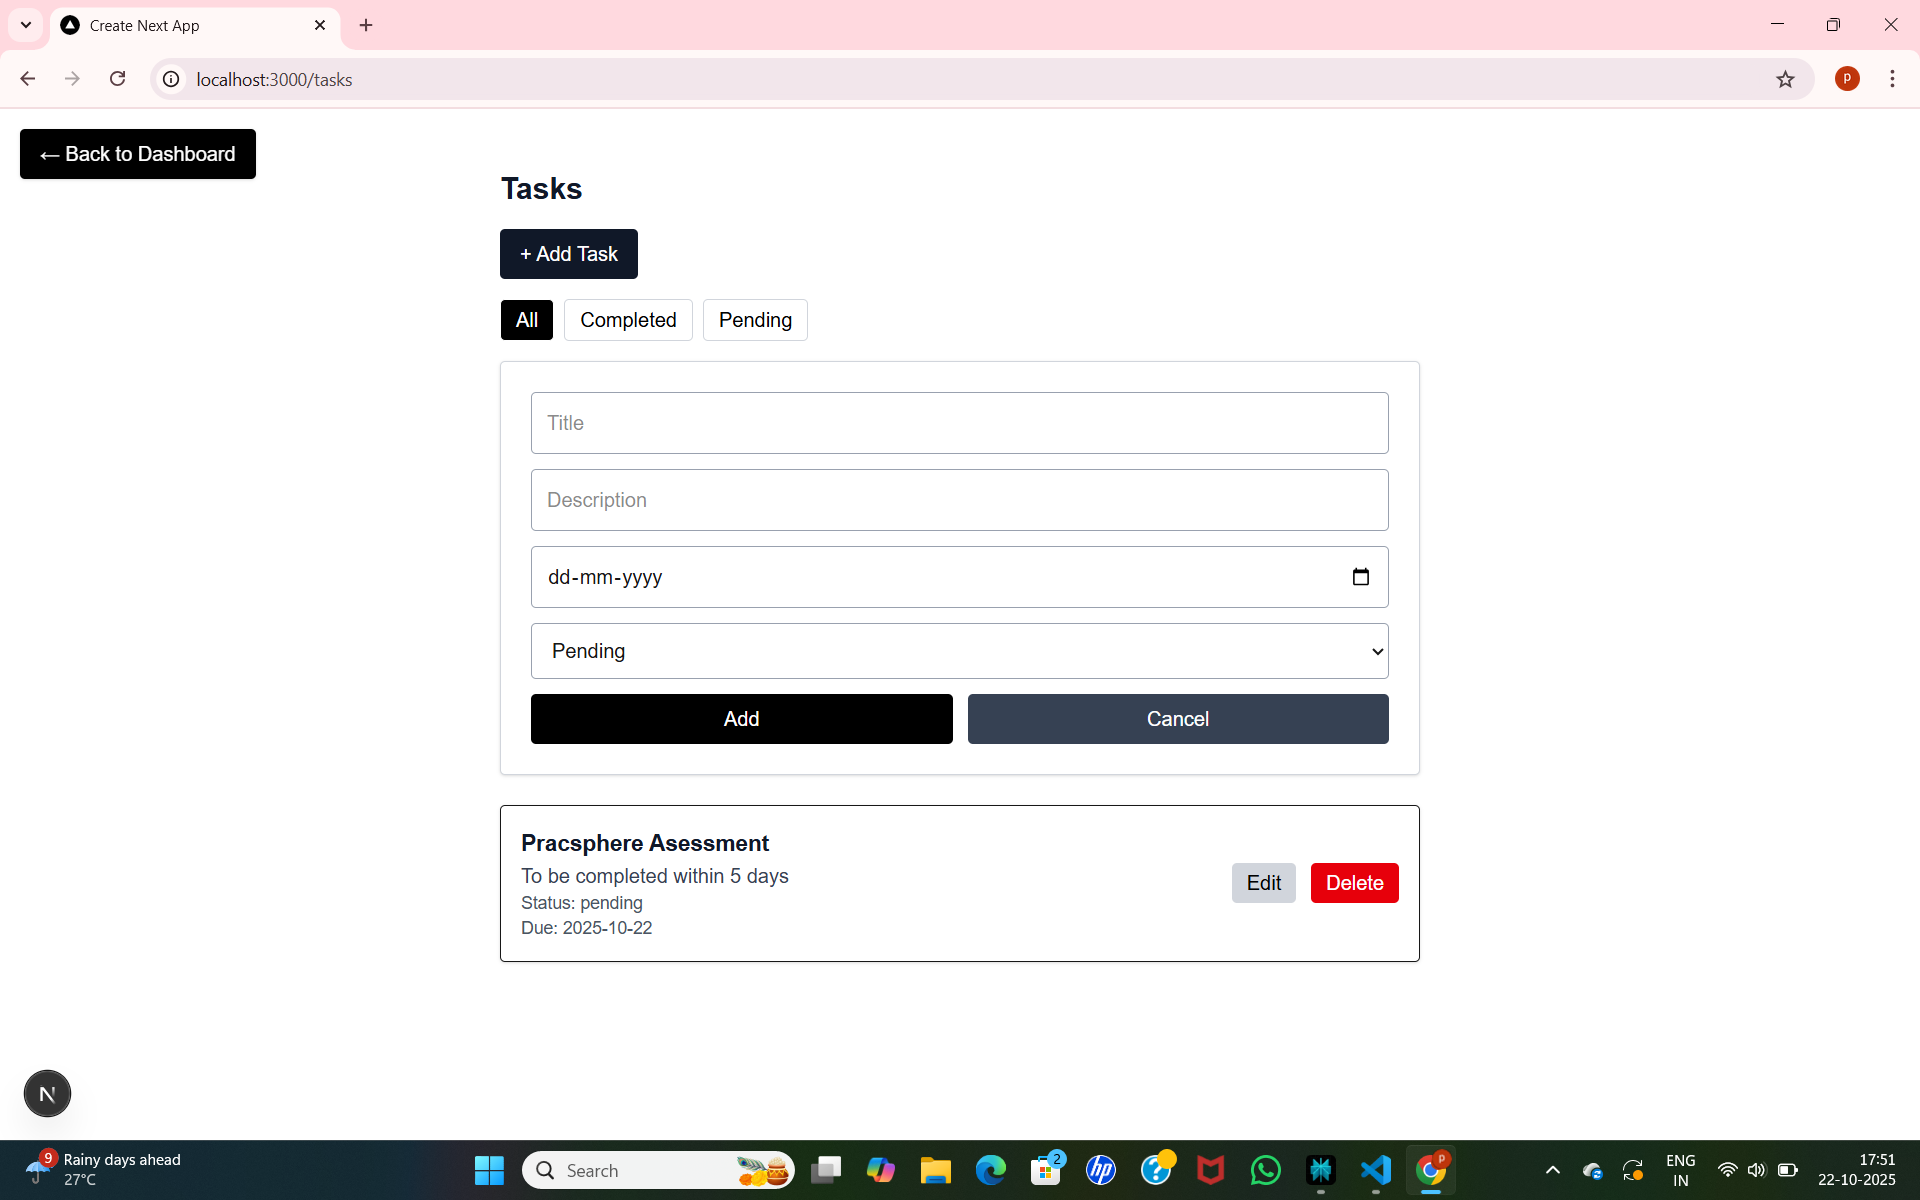 Create Next App
localhost:3000/tasks
P
← Back to Dashboard
Tasks
+ Add Task
All
Completed
Pending
Title
Description
dd-mm-yyyy
Pending
Add
Cancel
Pracsphere Asessment
To be completed within 5 days
Status: pending
Due: 2025-10-22
Edit
Delete
N
9
Rainy days ahead
27°C
Search
2
hp
?
P
ENG
IN
17:51
22-10-2025